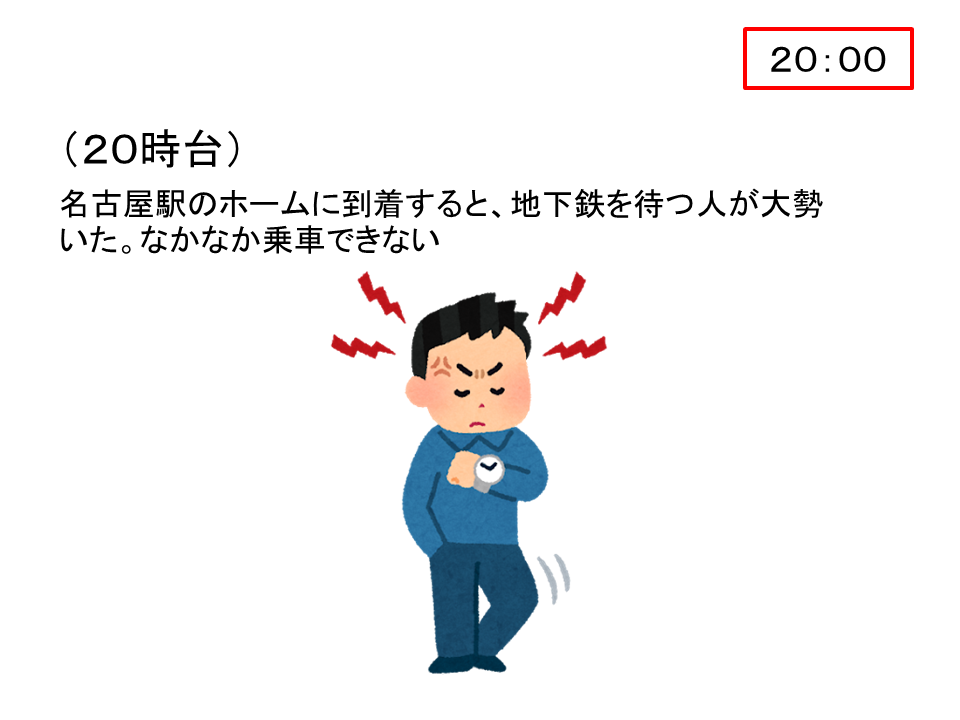 ２０：００
（２０時台）
名古屋駅のホームに到着すると、地下鉄を待つ人が大勢
いた。なかなか乗車できない